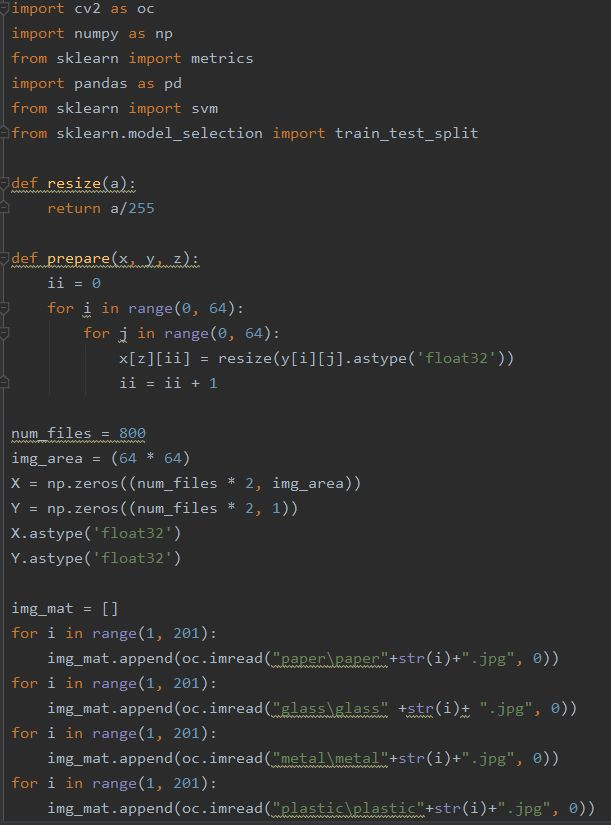 import cv2 as oc
import numpy as np
from sklearn import metrics
import pandas as pd
from sklearn import svm
from sklearn.model_selection import train_test_split
def resize(a):
    return a/255
def prepare(x, y, z):
    ii = 0
    for i in range(0, 64):
        for j in range(0, 64):
            x[z][ii] = resize(y[i][j].astype('float32'))
            ii = ii + 1
num_files = 800
img_area = (64 * 64)
X = np.zeros((num_files * 2, img_area))
Y = np.zeros((num_files * 2, 1))
X.astype('float32')
Y.astype('float32')
img_mat = []
for i in range(1, 201):
    img_mat.append(oc.imread("paper\paper"+str(i)+".jpg", 0))
for i in range(1, 201):
    img_mat.append(oc.imread("glass\glass" +str(i)+ ".jpg", 0))
for i in range(1, 201):
    img_mat.append(oc.imread("metal\metal"+str(i)+".jpg", 0))
for i in range(1, 201):
    img_mat.append(oc.imread("plastic\plastic"+str(i)+".jpg", 0))